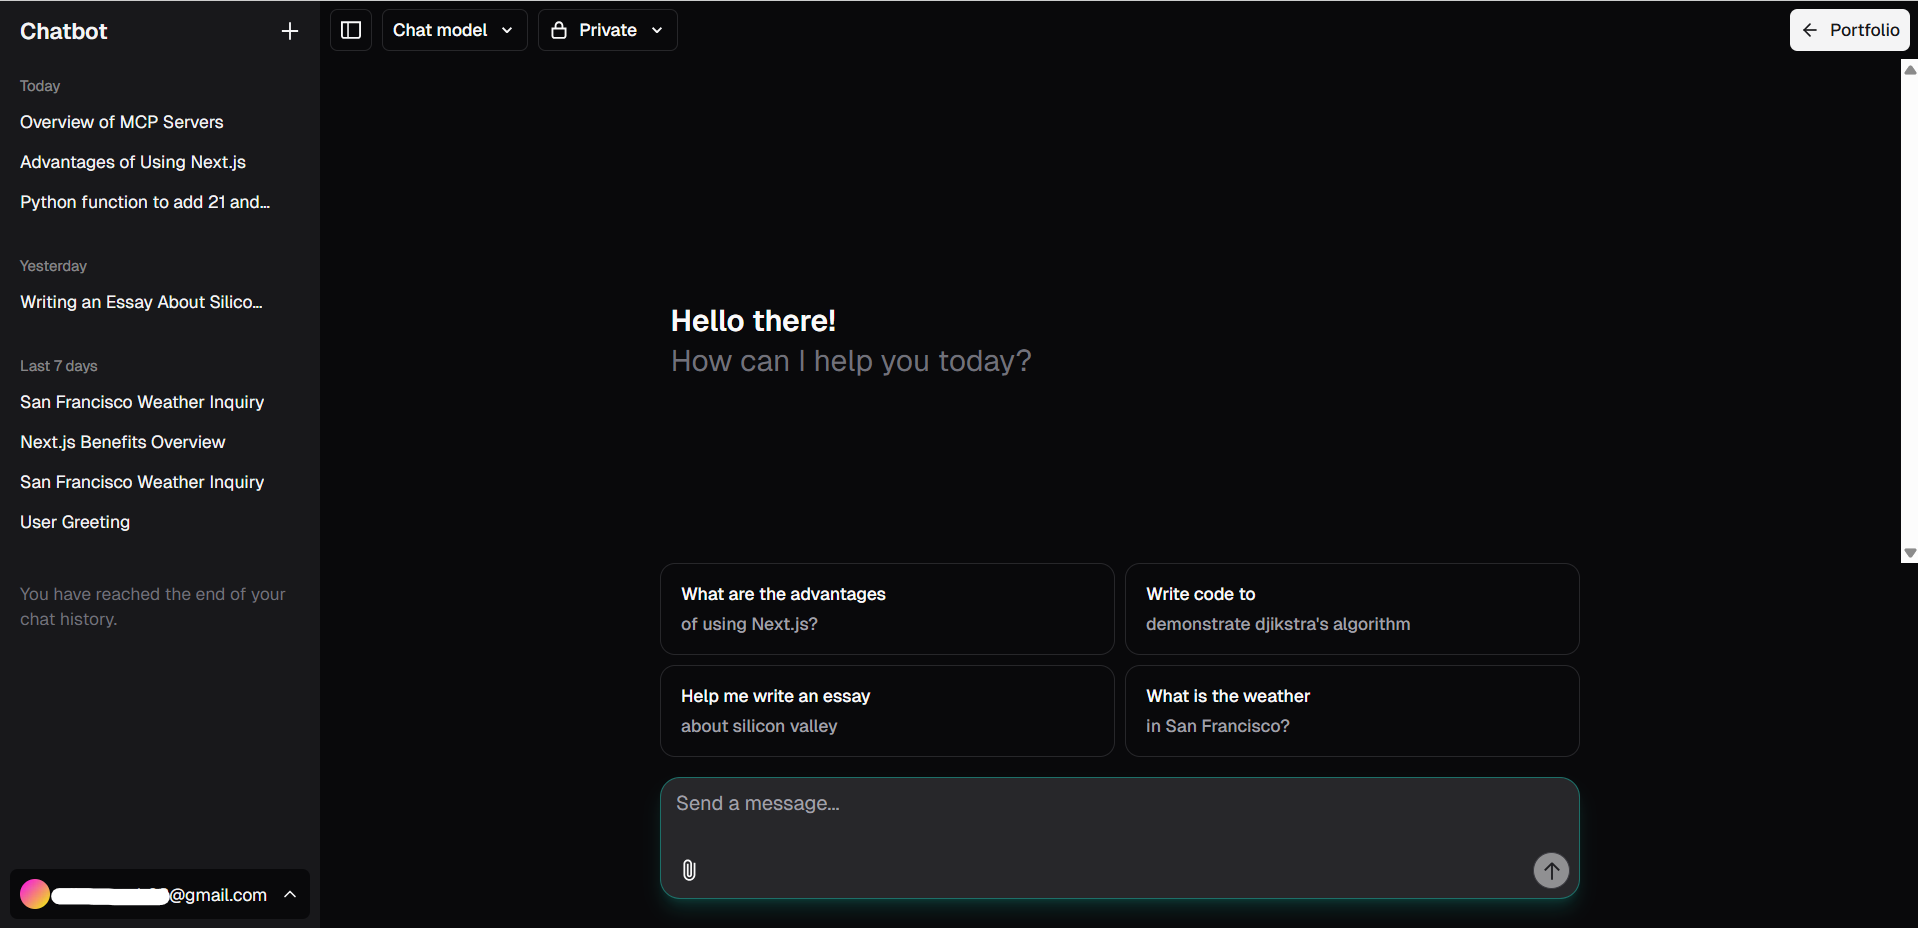 Chatbot
Today
Overview of MCP Servers
Advantages of Using Next.js
Python function to add 21 and...
Yesterday
Writing an Essay About Silico...
Last 7 days
San Francisco Weather Inquiry
Next.js Benefits Overview
San Francisco Weather Inquiry
User Greeting
You have reached the end of your
chat history.
@gmail.com
Chat model
Private
Portfolio
Hello there!
How can I help you today?
What are the advantages
of using Next.js?
Write code to
demonstrate djikstra's algorithm
Help me write an essay
about silicon valley
What is the weather
in San Francisco?
Send a message...